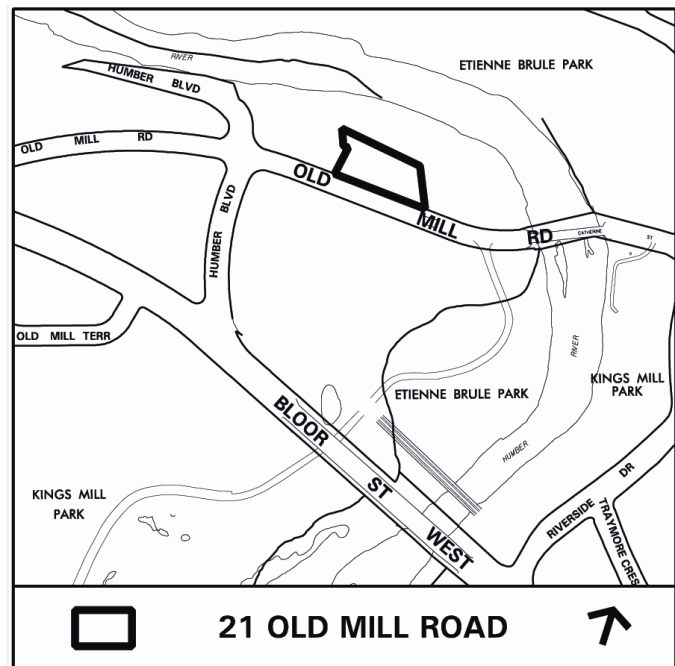 RIVER
ETIENNE BRULE PARK
HUMBER BLVD
OLD MILL RD
OLD MILL RD
HUMBER BLVD
CATHERINE ST
OLD MILL TERR
RIVER
KINGS MILL
PARK
ETIENNE BRULE PARK
BLOOR ST WEST
HUMBER
KINGS MILL
PARK
RIVERSIDE DR
TRAYMORE CRES
21 OLD MILL ROAD